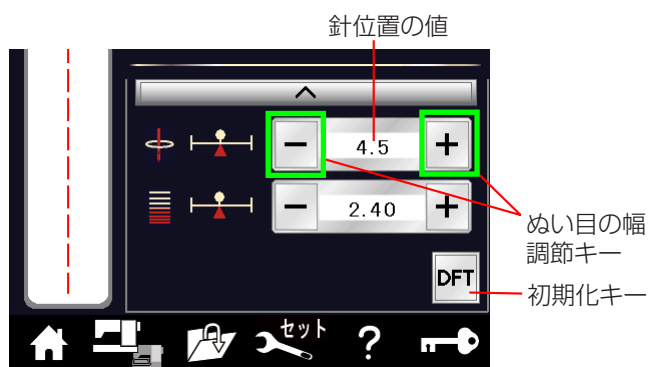 針位置の値
− 4.5 +
− 2.40 +
ぬい目の幅
調節キー
DFT
初期化キー
セット
?